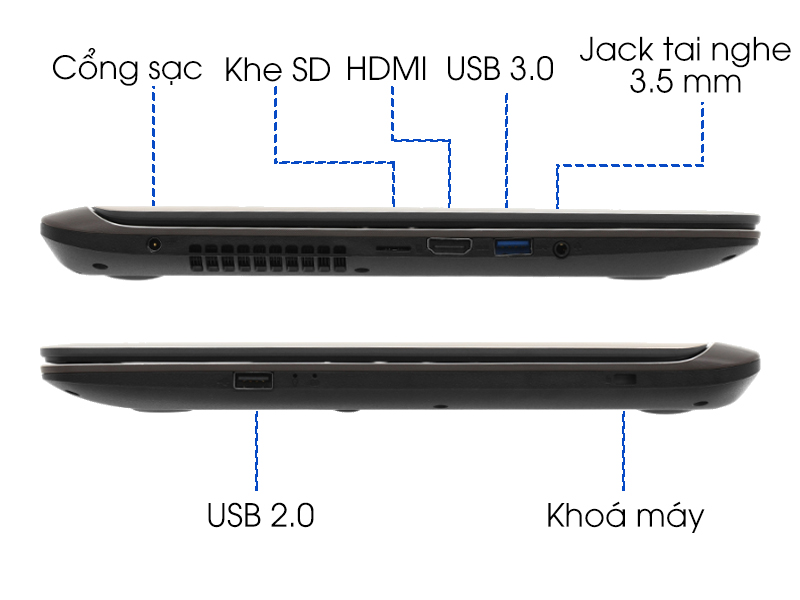 Cổng sạc
Khe SD
HDMI
USB 3.0
Jack tai nghe
3.5 mm
USB 2.0
Khoá máy